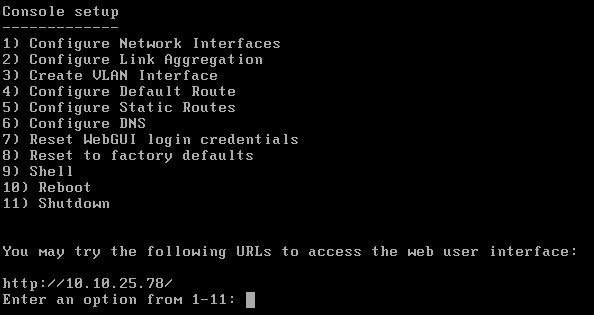 Console setup
-------------
1) Configure Network Interfaces
2) Configure Link Aggregation
3) Create VLAN Interface
4) Configure Default Route
5) Configure Static Routes
6) Configure DNS
7) Reset WebGUI login credentials
8) Reset to factory defaults
9) Shell
10) Reboot
11) Shutdown
You may try the following URLs to access the web user interface:
http://10.10.25.78/
Enter an option from 1-11: